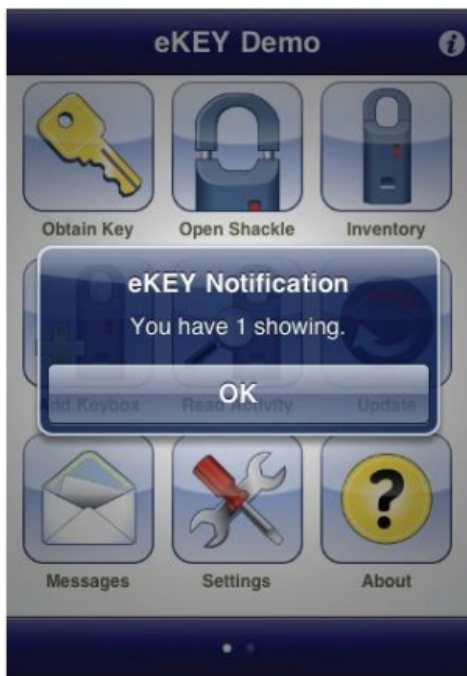 eKEY Demo
i
Obtain Key Open Shackle Inventory
eKEY Notification
You have 1 showing.
OK
Add Keybox Read Activity Update
?
Messages Settings About